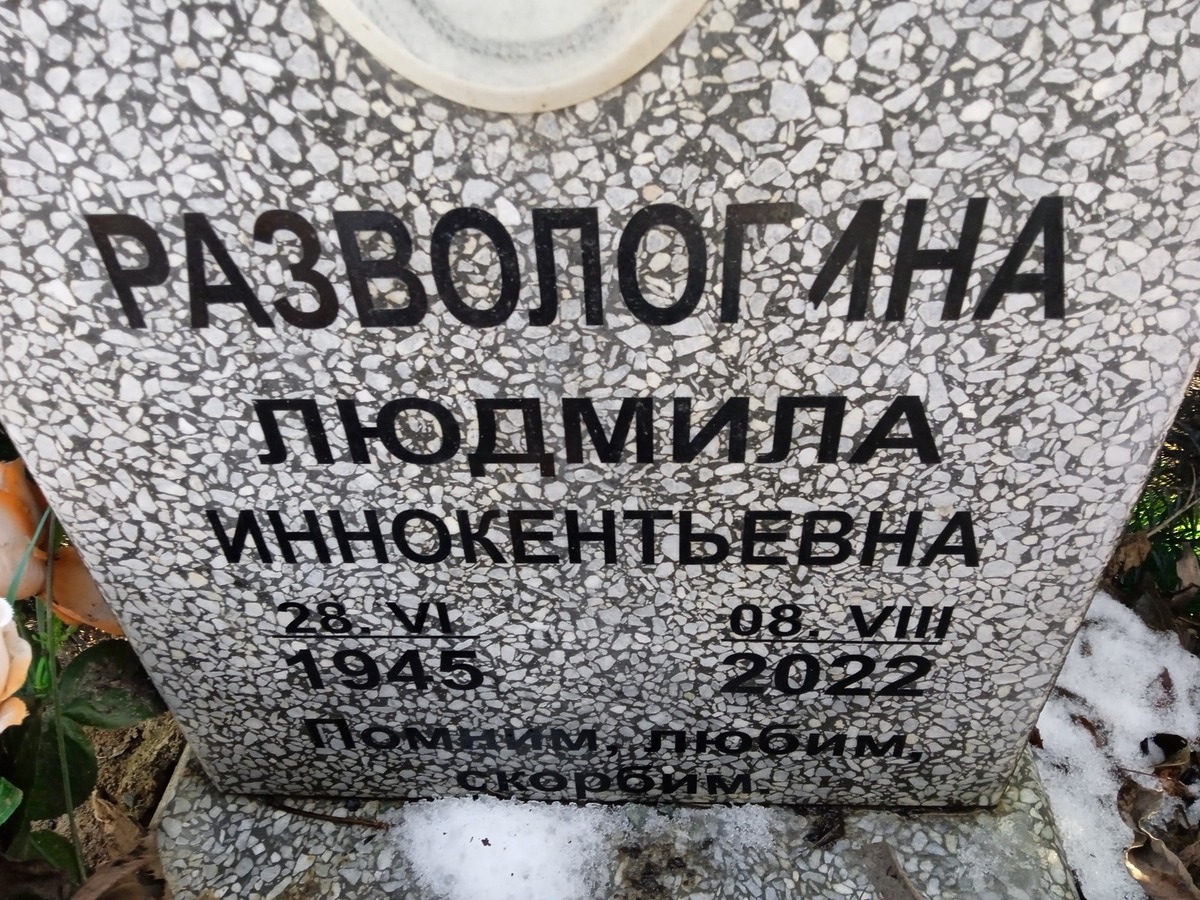 РАЗВОЛОГИНА
ЛЮДМИЛА
ИННОКЕНТЬЕВНА
28. VI 08. VIII
1945 2022
Помним, любим,
скорбим.